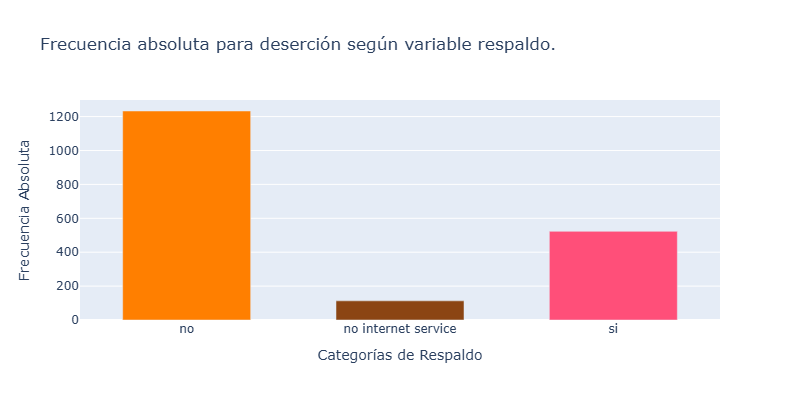 Frecuencia absoluta para deserción según variable respaldo.
Frecuencia Absoluta
1200
1000
800
600
400
200
0
no
no internet service
si
Categorías de Respaldo